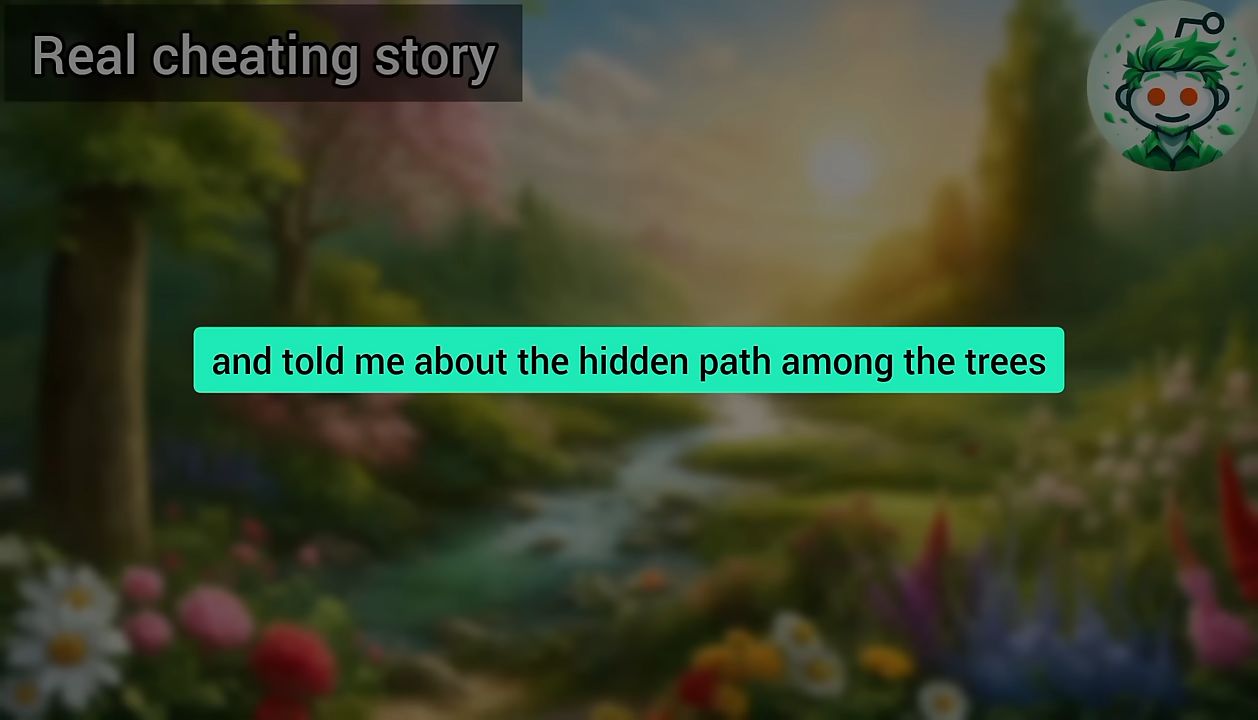 Real cheating story
and told me about the hidden path among the trees